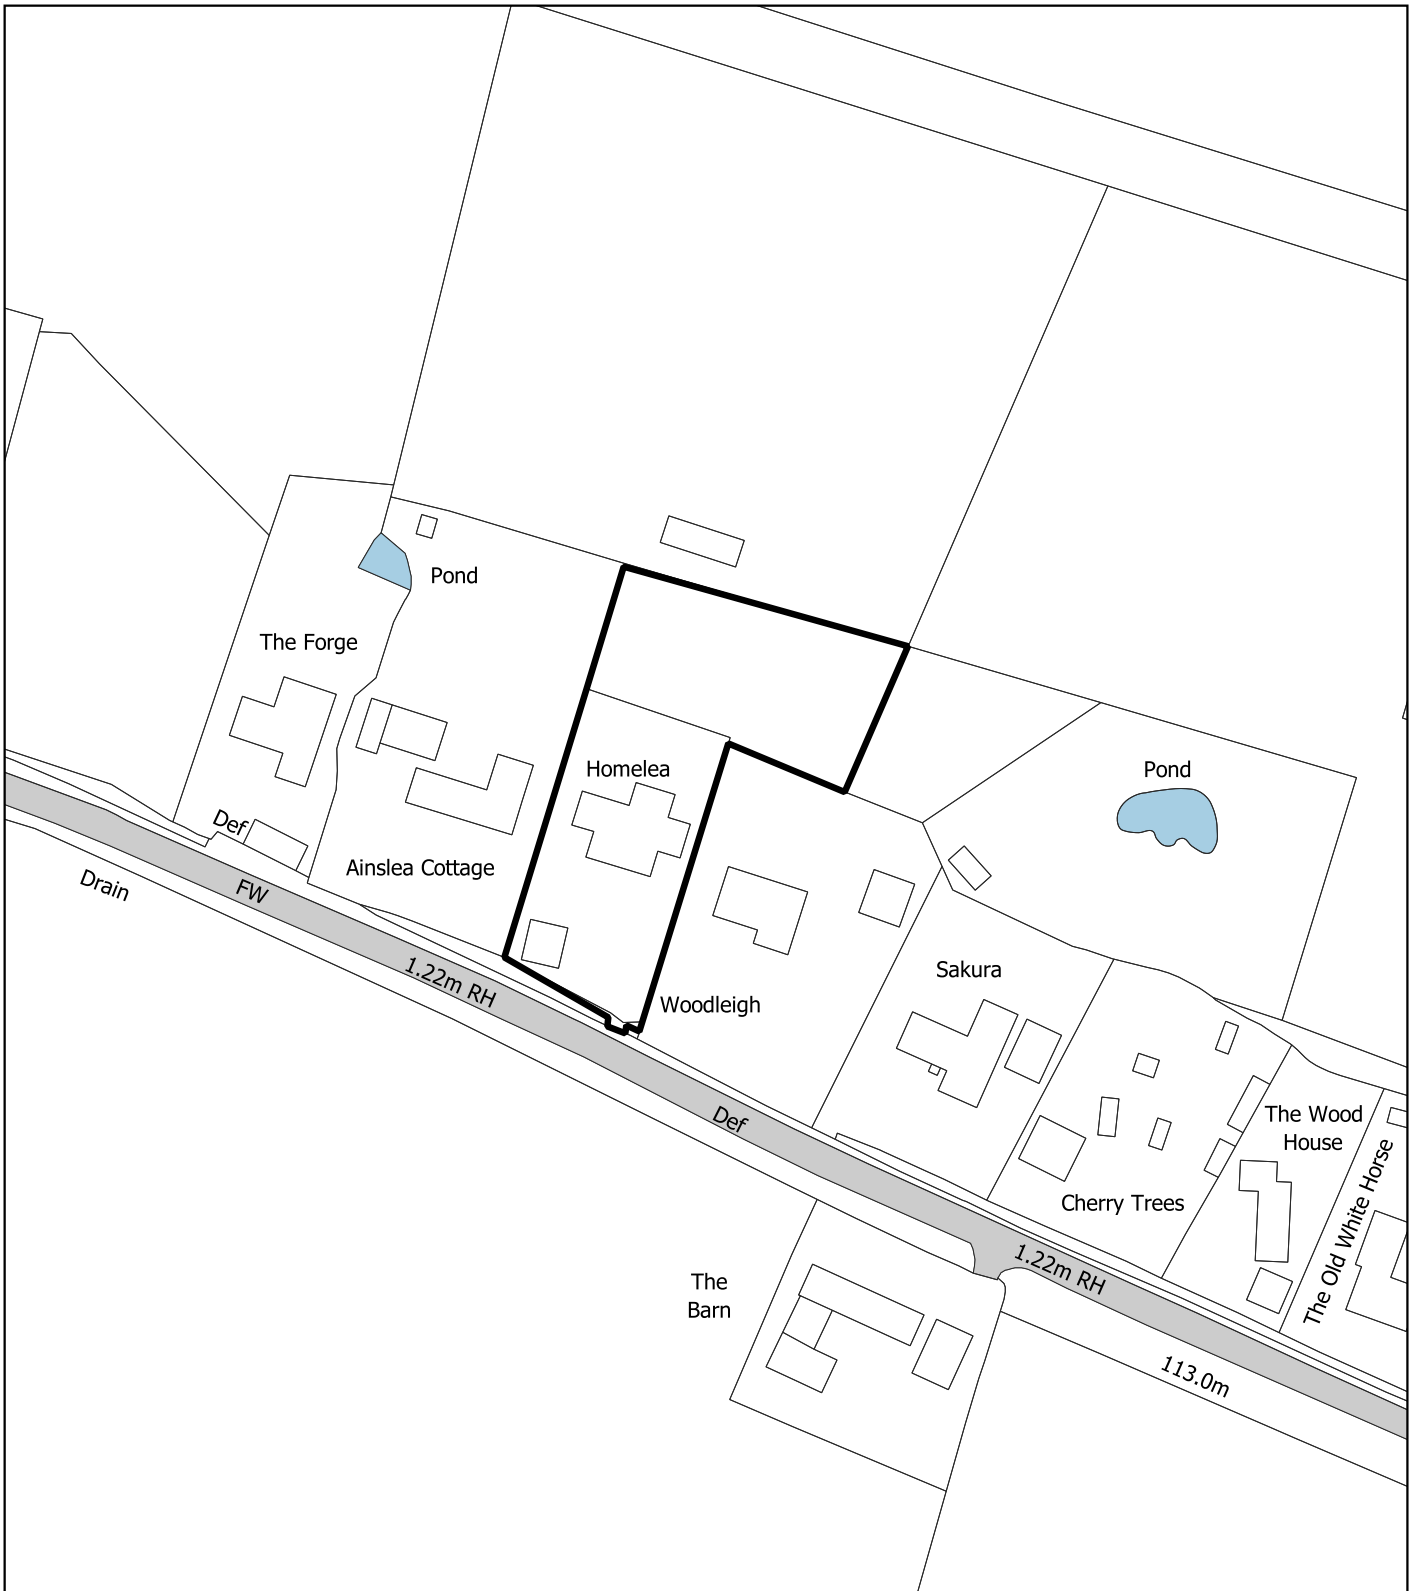 Pond
The Forge
Homelea
Pond
Def
Ainslea Cottage
Drain
FW
1.22m RH
Sakura
Woodleigh
Def
The Wood
House
Cherry Trees
The Old White Horse
1.22m RH
The
Barn
113.0m